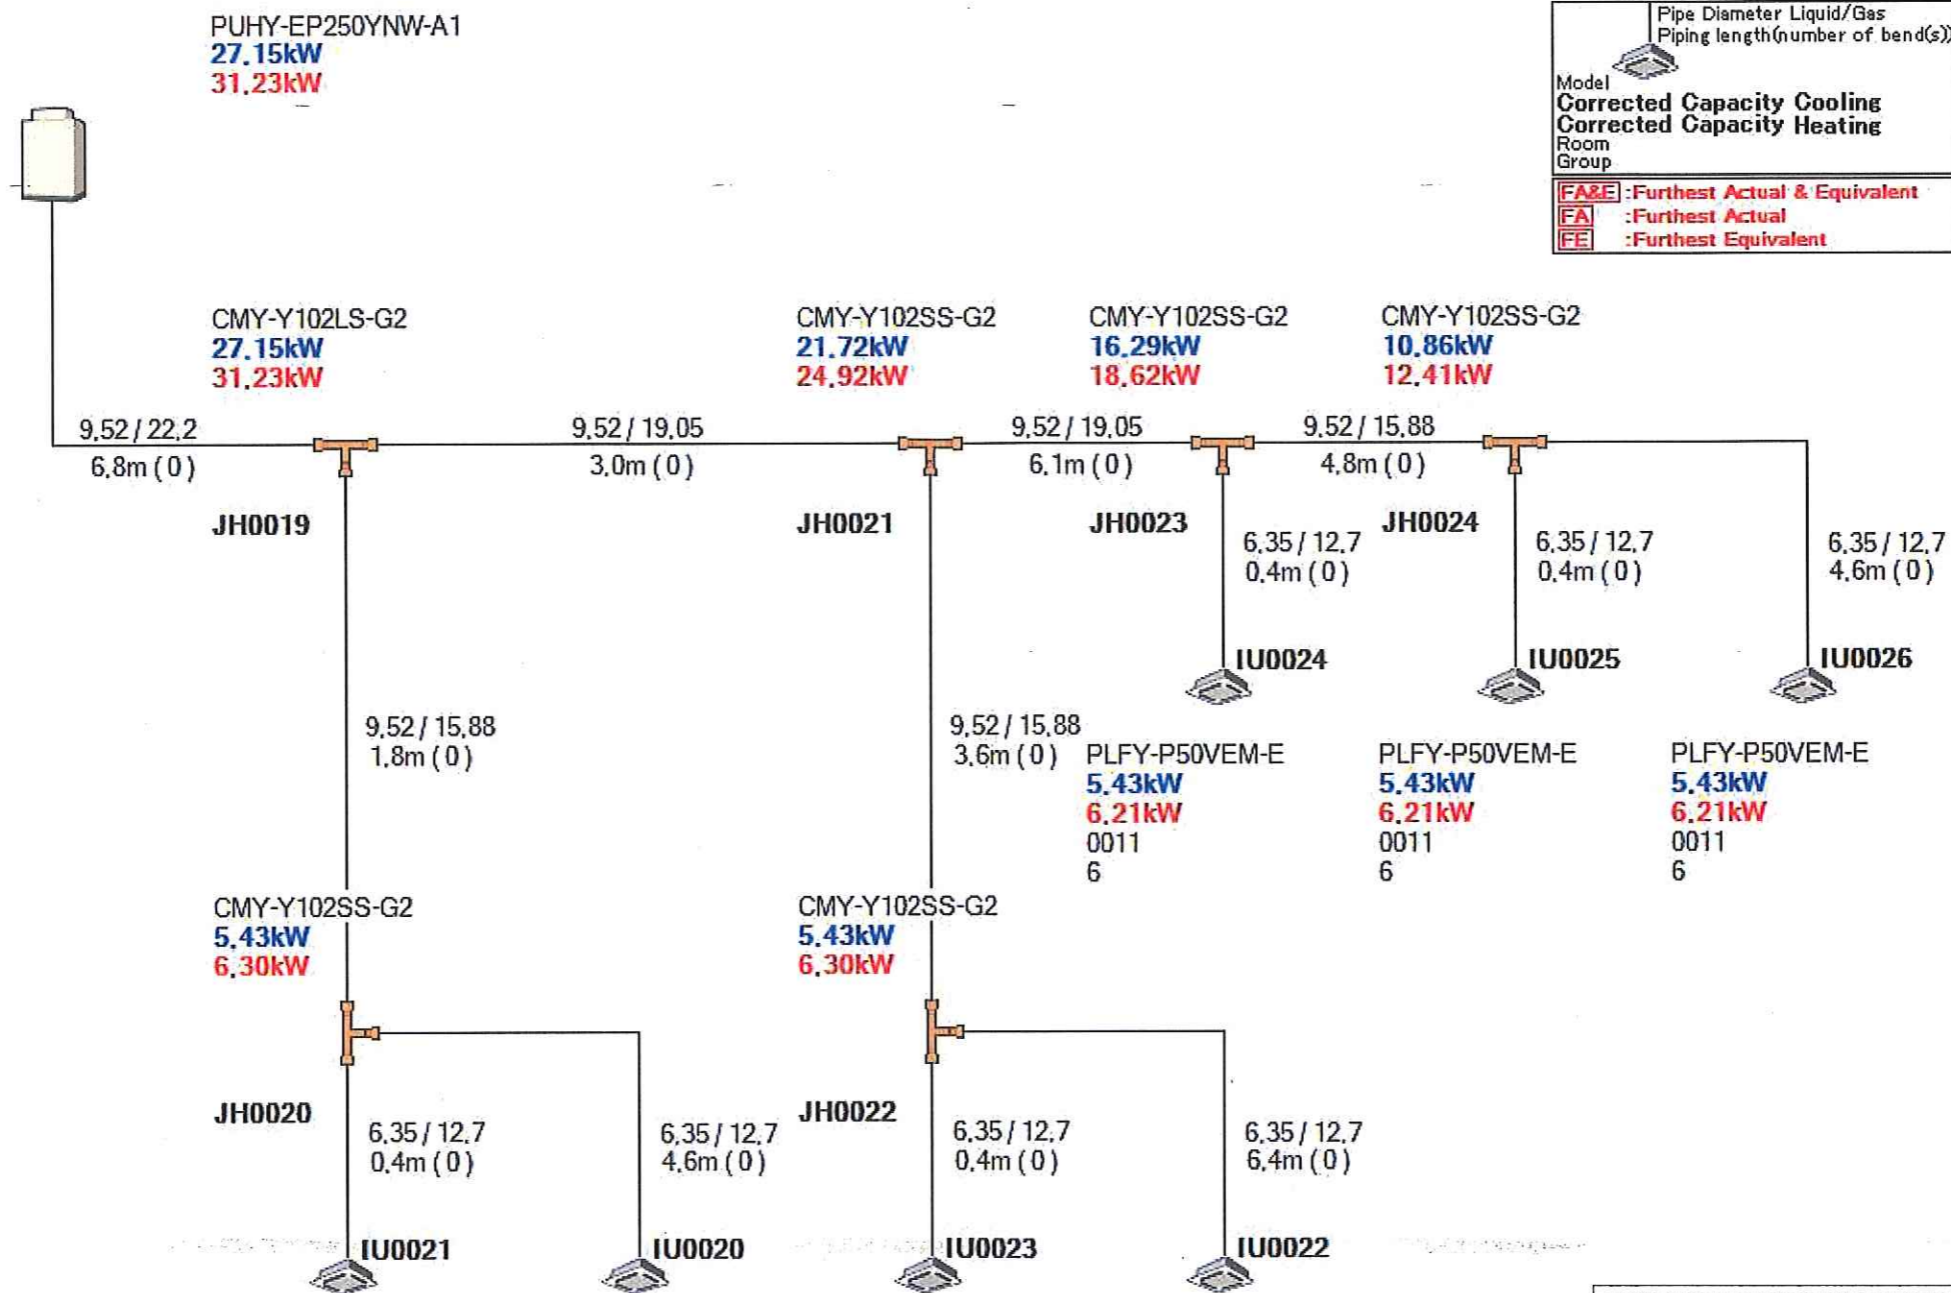 PUHY-EP250YNW-A1
27.15kW
31.23kW
Pipe Diameter Liquid/Gas
Piping length(number of bend(s))
Model
Corrected Capacity Cooling
Corrected Capacity Heating
Room
Group
FA&E :Furthest Actual & Equivalent
FA :Furthest Actual
FE :Furthest Equivalent
CMY-Y102LS-G2
27.15kW
31.23kW
CMY-Y102SS-G2
21.72kW
24.92kW
CMY-Y102SS-G2
16.29kW
18.62kW
CMY-Y102SS-G2
10.86kW
12.41kW
9.52 / 22.2
6.8m ( 0 )
9.52 / 19.05
3.0m ( 0 )
9.52 / 19.05
6.1m ( 0 )
9.52 / 15.88
4.8m ( 0 )
JH0019
JH0021
JH0023
JH0024
6.35 / 12.7
0.4m ( 0 )
6.35 / 12.7
0.4m ( 0 )
6.35 / 12.7
4.6m ( 0 )
IU0024
IU0025
IU0026
9.52 / 15.88
1.8m ( 0 )
9.52 / 15.88
3.6m ( 0 )
PLFY-P50VEM-E
5.43kW
6.21kW
0011
6
PLFY-P50VEM-E
5.43kW
6.21kW
0011
6
PLFY-P50VEM-E
5.43kW
6.21kW
0011
6
CMY-Y102SS-G2
5.43kW
6.30kW
CMY-Y102SS-G2
5.43kW
6.30kW
JH0020
JH0022
6.35 / 12.7
0.4m ( 0 )
6.35 / 12.7
4.6m ( 0 )
6.35 / 12.7
0.4m ( 0 )
6.35 / 12.7
6.4m ( 0 )
IU0021
IU0020
IU0023
IU0022